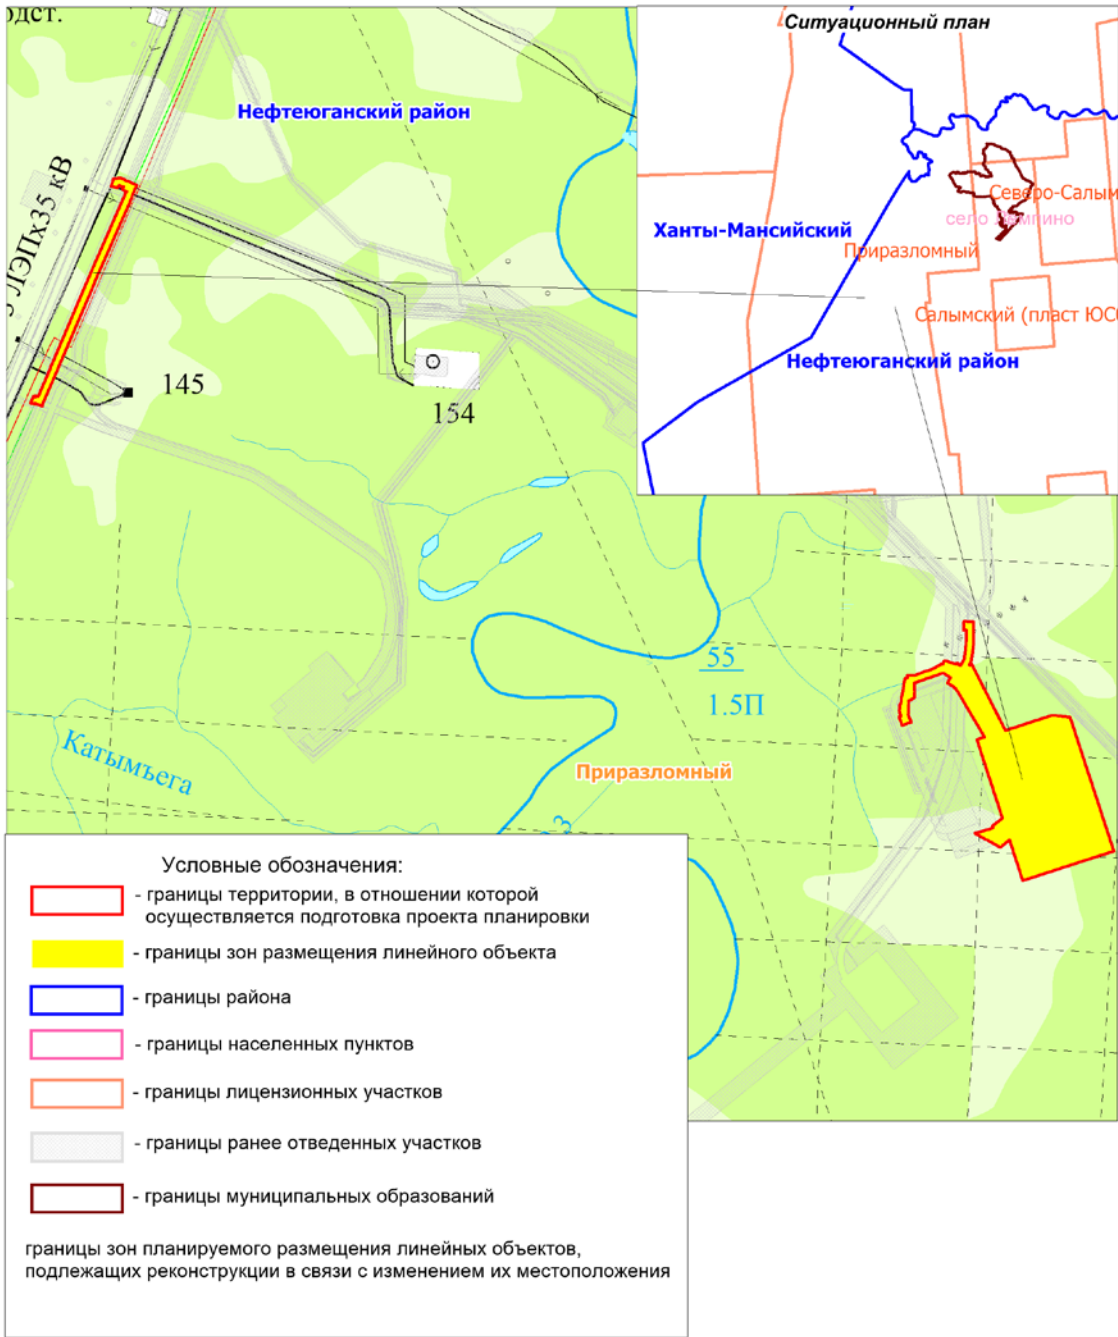 одст.
Нефтеюганский район
ЛЭПх35 кВ
145
154
Ситуационный план
Ханты-Мансийский
Северо-Салым
село Лемпино
Приразломный
Салымский (пласт ЮС
Нефтеюганский район
55
1.5П
Катымъега
Приразломный
Условные обозначения:
- границы территории, в отношении которой
осуществляется подготовка проекта планировки
- границы зон размещения линейного объекта
- границы района
- границы населенных пунктов
- границы лицензионных участков
- границы ранее отведенных участков
- границы муниципальных образований
границы зон планируемого размещения линейных объектов,
подлежащих реконструкции в связи с изменением их местоположения